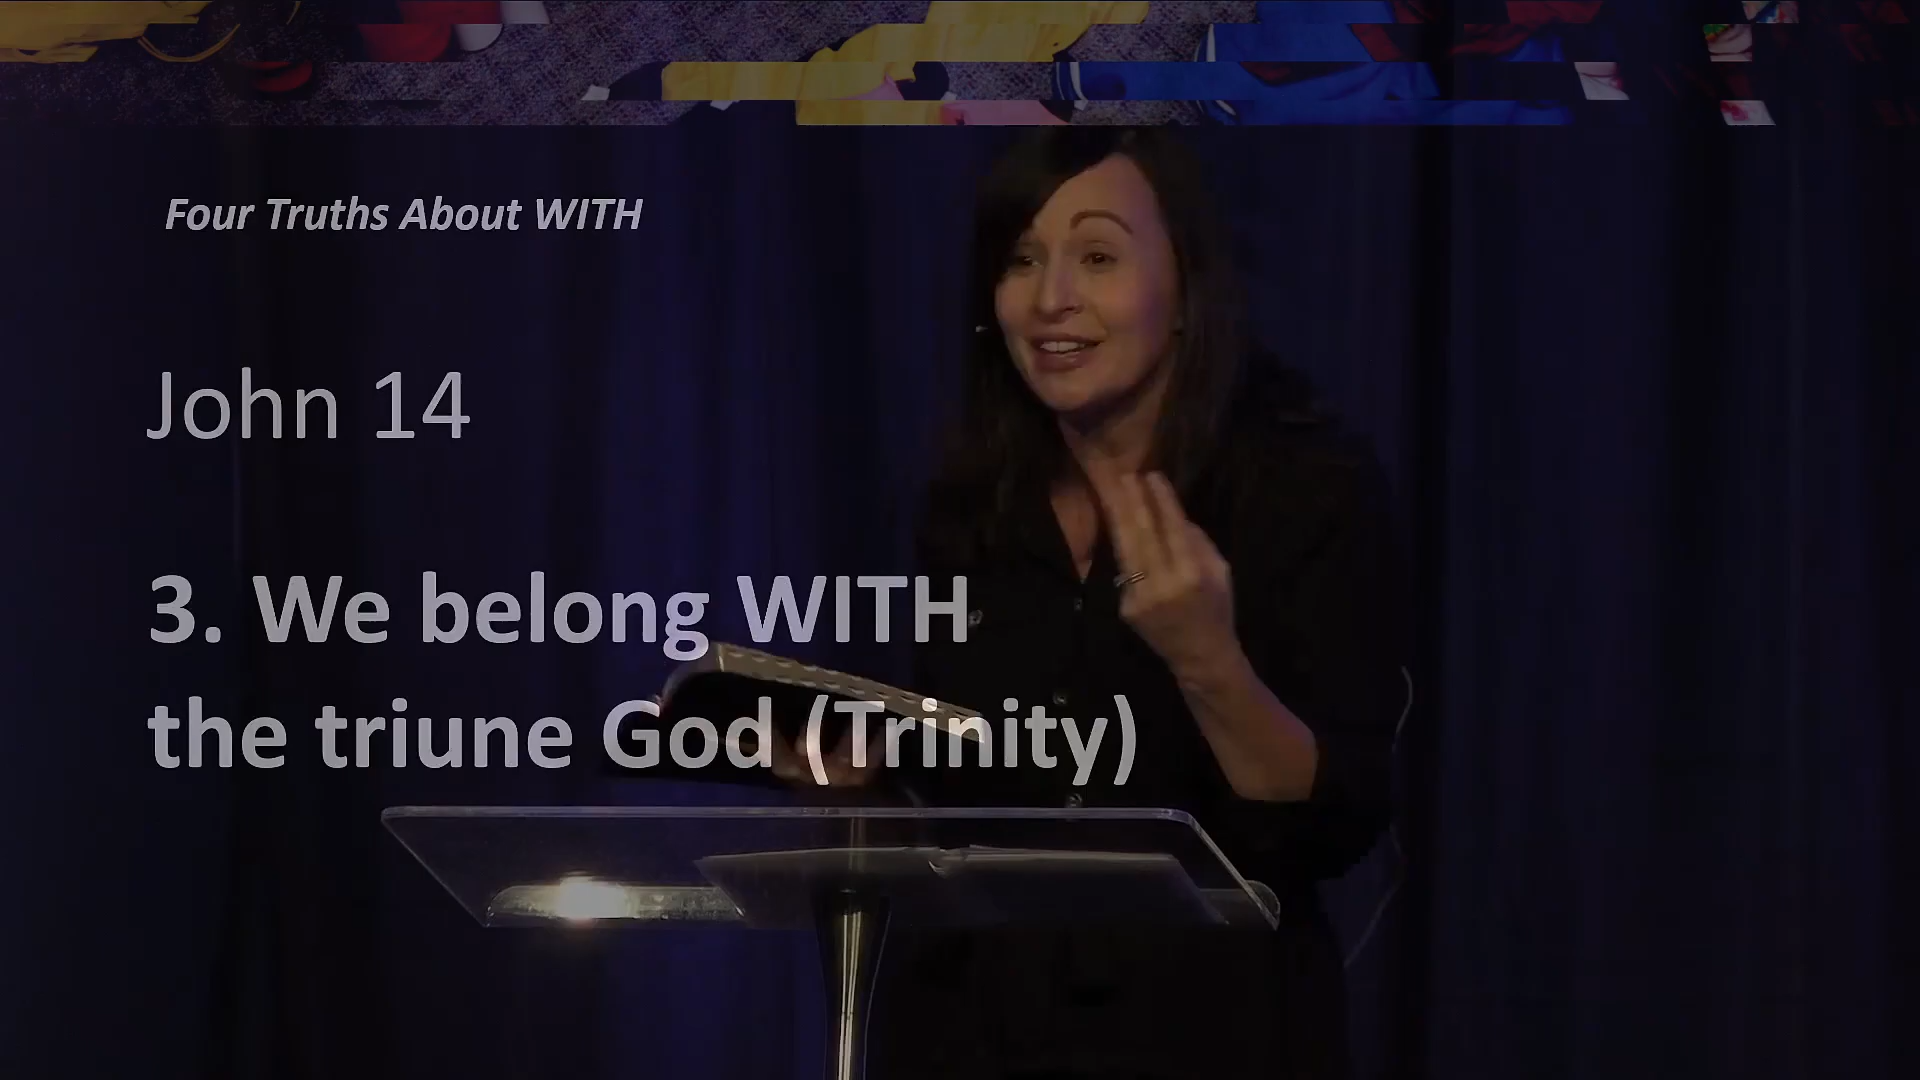 Four Truths About WITH
John 14
3. We belong WITH
the triune God (Trinity)